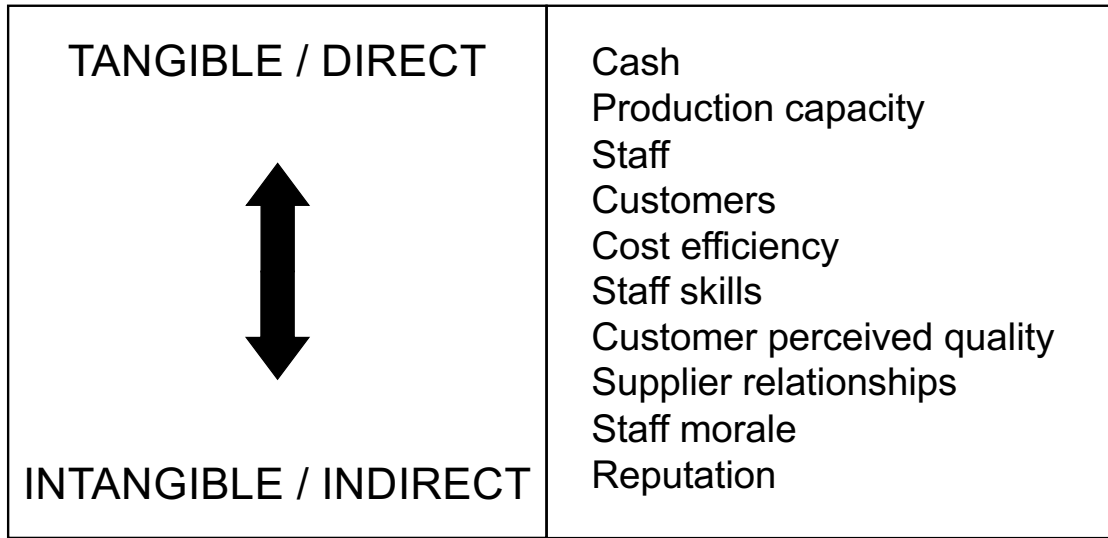 TANGIBLE / DIRECT
INTANGIBLE / INDIRECT
Cash
Production capacity
Staff
Customers
Cost efficiency
Staff skills
Customer perceived quality
Supplier relationships
Staff morale
Reputation